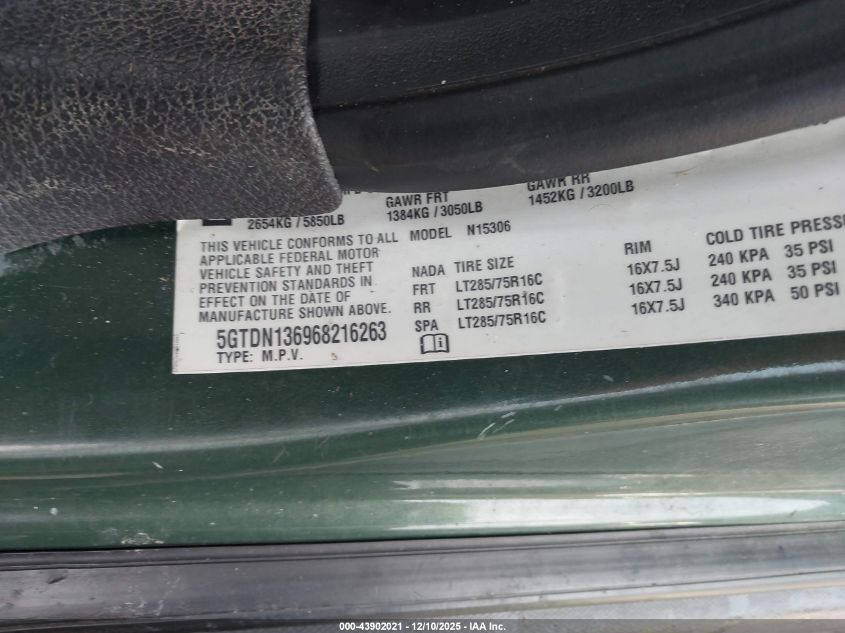 GAWR FRT GAWR RR
2654KG / 5850LB 1384KG / 3050LB 1452KG / 3200LB
THIS VEHICLE CONFORMS TO ALL
APPLICABLE FEDERAL MOTOR
VEHICLE SAFETY AND THEFT
PREVENTION STANDARDS IN
EFFECT ON THE DATE OF
MANUFACTURE SHOWN ABOVE.
5GTDN136968216263
TYPE: M.P.V.
MODEL N15306
NADA TIRE SIZE RIM COLD TIRE PRESSU
FRT LT285/75R16C 16X7.5J 240 KPA 35 PSI
RR LT285/75R16C 16X7.5J 240 KPA 35 PSI
SPA LT285/75R16C 16X7.5J 340 KPA 50 PSI
000-43902021 - 12/10/2025 - IAA Inc.